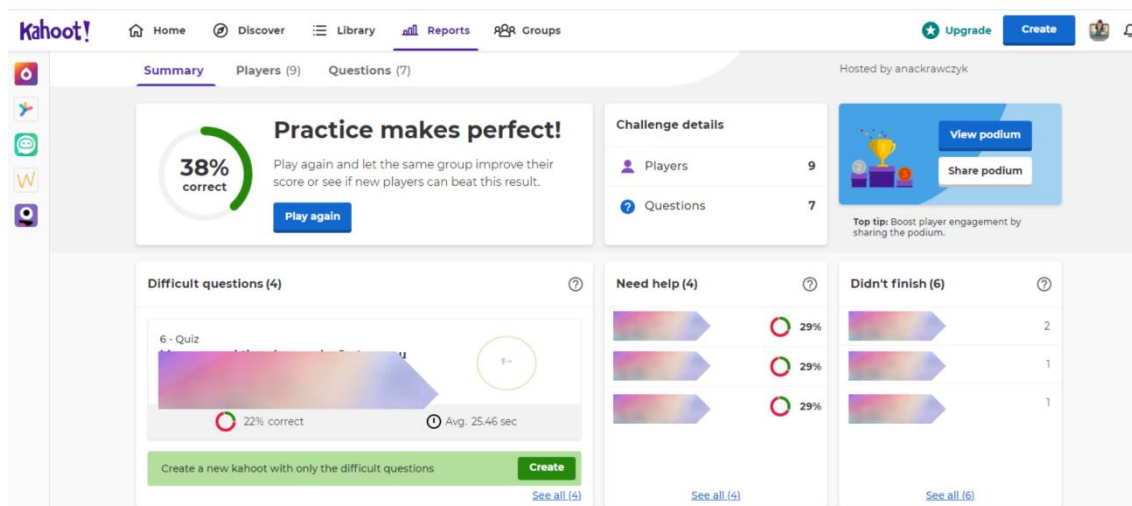 Kahoot!
Home
Discover
Library
Reports
Groups
Upgrade
Create
Summary
Players (9)
Questions (7)
Hosted by anackrawczyk
38%
correct
Practice makes perfect!
Play again and let the same group improve their
score or see if new players can beat this result.
Play again
Challenge details
Players 9
Questions 7
View podium
Share podium
Top tip: Boost player engagement by
sharing the podium.
Difficult questions (4)
6 - Quiz
22% correct
Avg. 25.46 sec
Create a new kahoot with only the difficult questions
Create
See all (4)
Need help (4)
29%
29%
29%
See all (4)
Didn't finish (6)
2
1
1
See all (6)